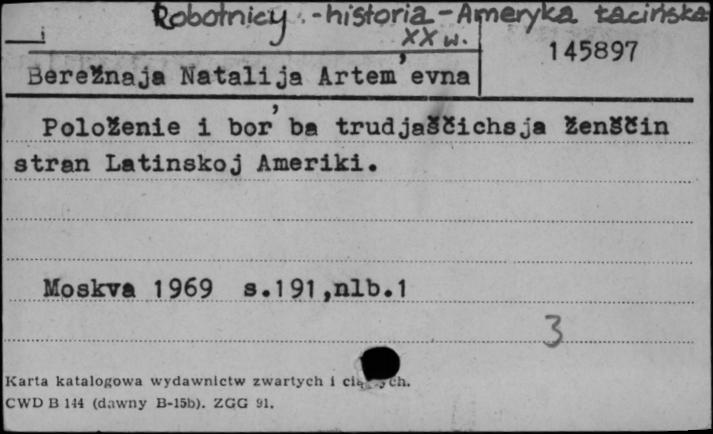 Robotnicy - historia - Ameryka Łacińska
XX w.
145897
Berežnaja Natalija Artem'evna
Položenie i bor'ba trudjaščichsja ženščin
stran Latinskoj Ameriki.
Moskva 1969 s.191,nlb.1
3
Karta katalogowa wydawnictw zwartych i
CWD B 144 (dawny B-15b). ZGG 91.